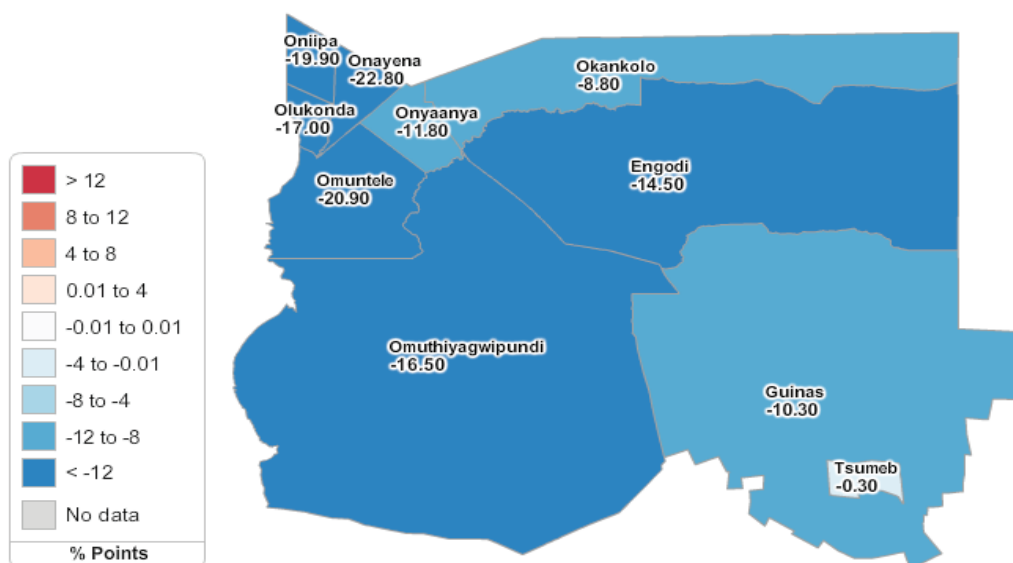 Oniipa
-19.90
Onayena
-22.80
Okankolo
-8.80
Olukonda
-17.00
Onyaanya
-11.80
Omuntele
-20.90
Engodi
-14.50
Omuthiyagwipundi
-16.50
Guinas
-10.30
Tsumeb
-0.30
> 12
8 to 12
4 to 8
0.01 to 4
-0.01 to 0.01
-4 to -0.01
-8 to -4
-12 to -8
< -12
No data
% Points